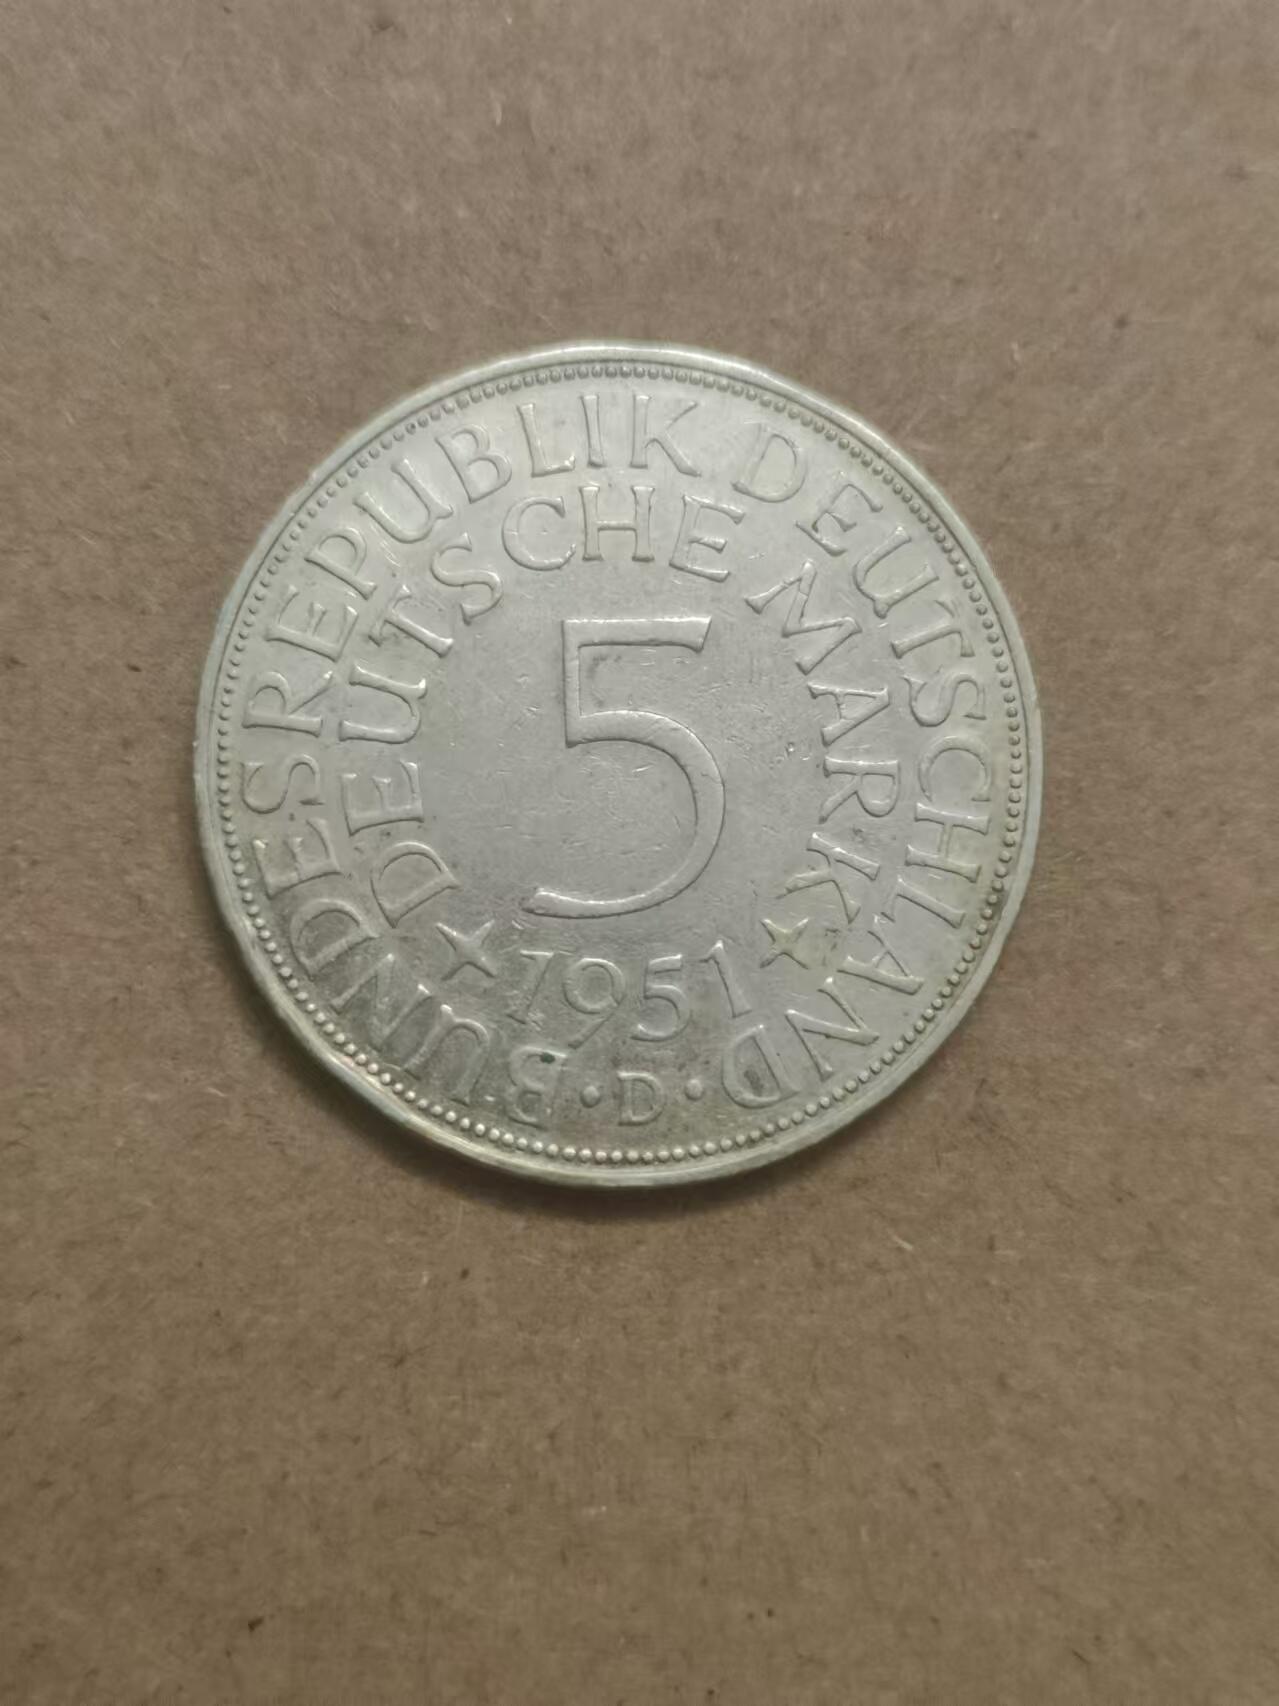 BUNDESREPUBLIK DEUTSCHLAND
DEUTSCHE MARK
5
1951
· D ·